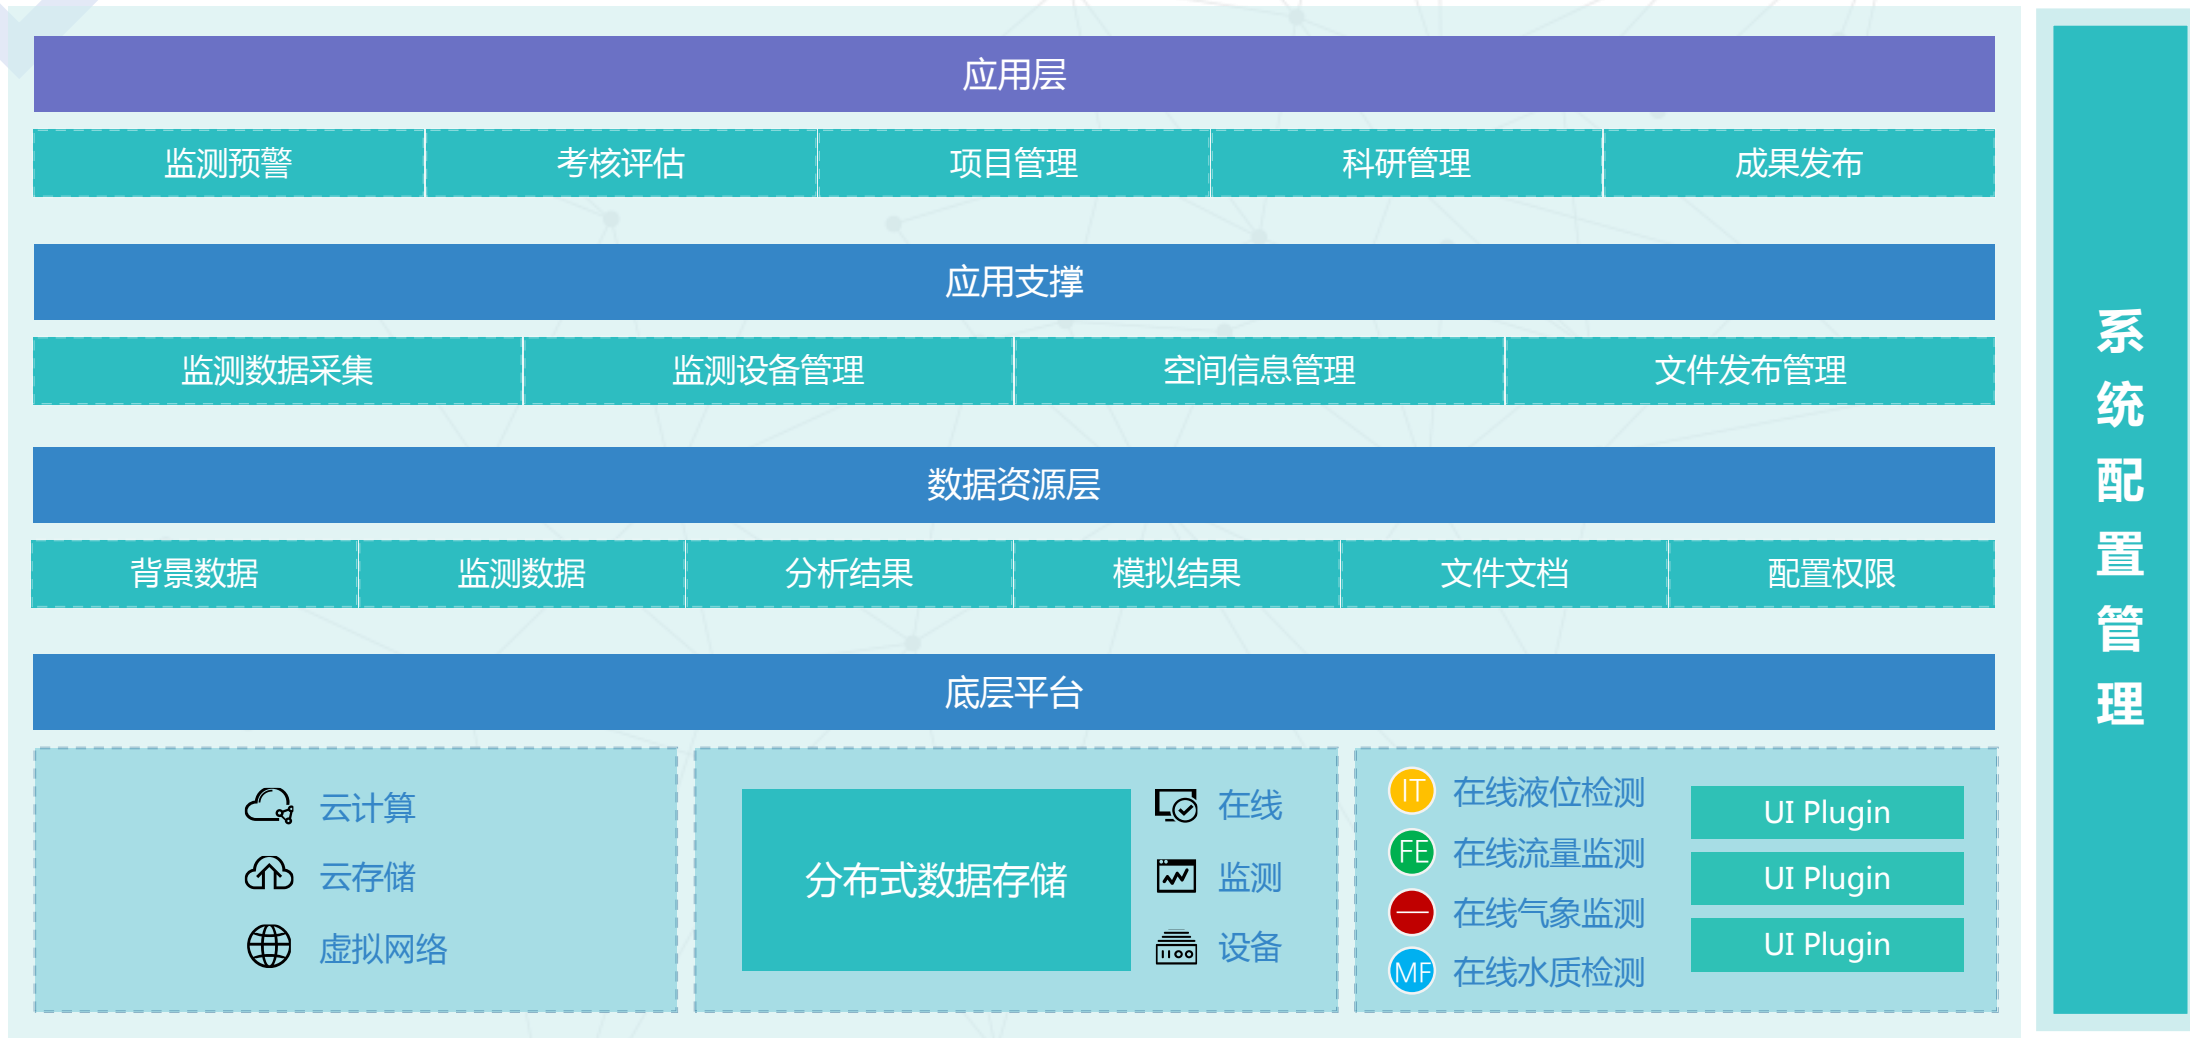 应用层
监测预警
考核评估
项目管理
科研管理
成果发布
应用支撑
监测数据采集
监测设备管理
空间信息管理
文件发布管理
数据资源层
背景数据
监测数据
分析结果
模拟结果
文件文档
配置权限
底层平台
云计算
云存储
虚拟网络
分布式数据存储
在线
监测
设备
IT 在线液位检测
FE 在线流量监测
一 在线气象监测
MF 在线水质检测
UI Plugin
UI Plugin
UI Plugin
系统配置管理